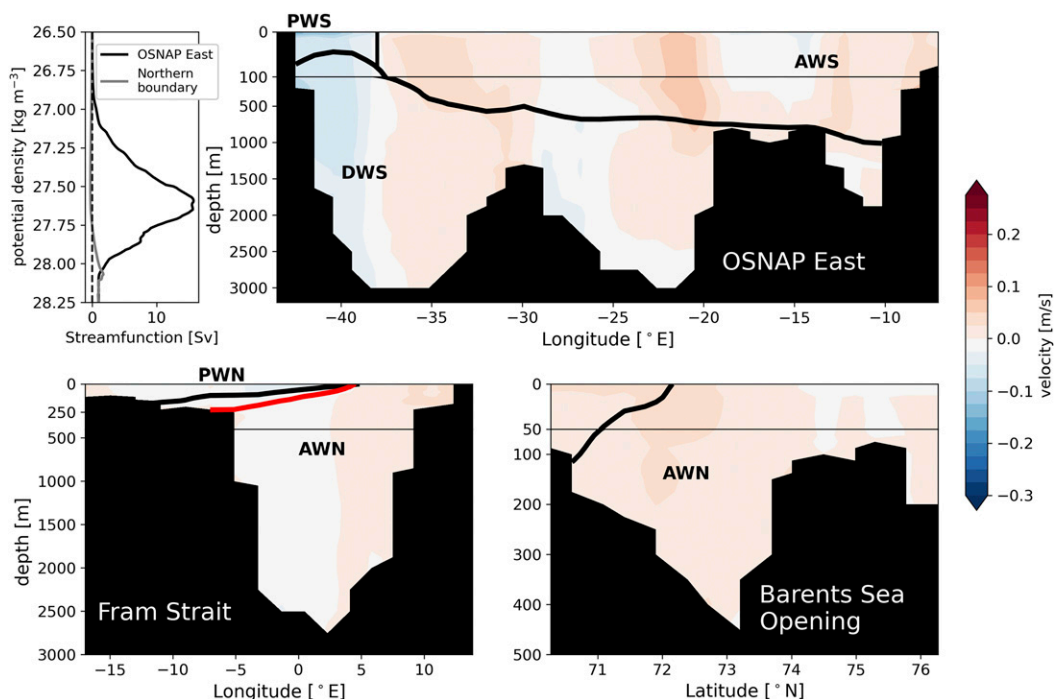 26.50
26.75
27.00
27.25
27.50
27.75
28.00
28.25
potential density [kg m⁻³]
OSNAP East
Northern
boundary
0
10
Streamfunction [Sv]
PWS
AWS
DWS
OSNAP East
0
100
500
1000
1500
2000
3000
depth [m]
−40
−35
−30
−25
−20
−15
−10
Longitude [°E]
0.2
0.1
0.0
−0.1
−0.2
−0.3
velocity [m/s]
PWN
AWN
Fram Strait
0
250
400
500
1000
1500
2000
2500
3000
depth [m]
−15
−10
−5
0
5
10
Longitude [°E]
AWN
Barents Sea
Opening
0
50
100
200
300
400
500
71
72
73
74
75
76
Latitude [°N]